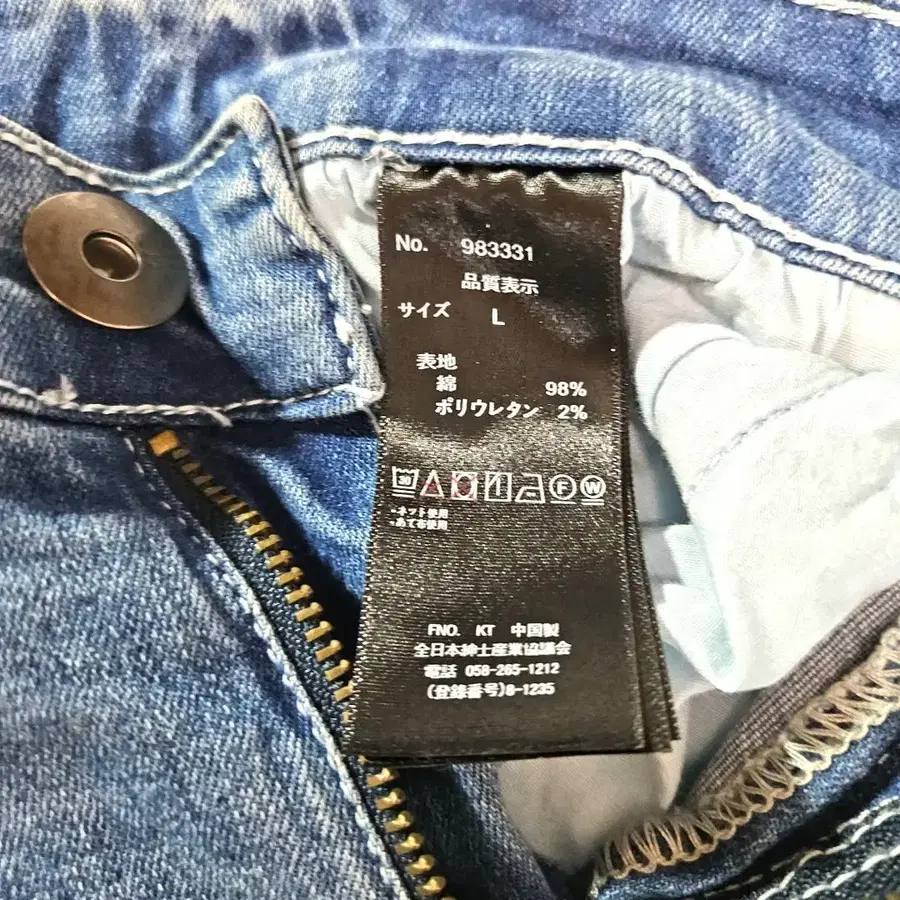 No. 983331
品質表示
サイズ L
表地
綿 98%
ポリウレタン 2%
30 F W
・ネット使用
・あて布使用
FNO. KT 中国製
全日本紳士産業協議会
電話 058-265-1212
(登録番号)8-1235